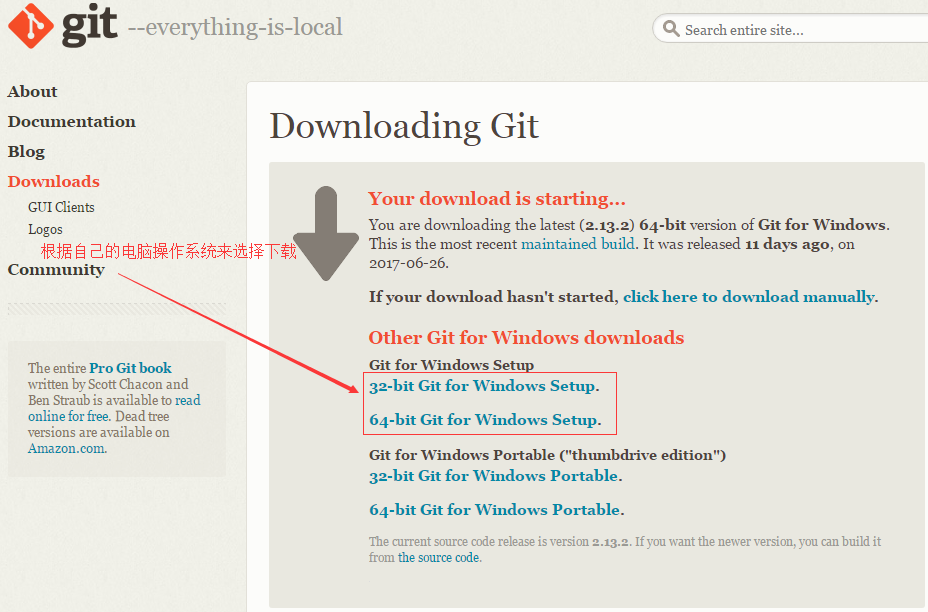 git --everything-is-local
Search entire site...
About
Documentation
Blog
Downloads
GUI Clients
Logos
根据自己的电脑操作系统来选择下载
Community
The entire Pro Git book
written by Scott Chacon and
Ben Straub is available to read
online for free. Dead tree
versions are available on
Amazon.com.
Downloading Git
Your download is starting...
You are downloading the latest (2.13.2) 64-bit version of Git for Windows.
This is the most recent maintained build. It was released 11 days ago, on
2017-06-26.
If your download hasn't started, click here to download manually.
Other Git for Windows downloads
Git for Windows Setup
32-bit Git for Windows Setup.
64-bit Git for Windows Setup.
Git for Windows Portable ("thumbdrive edition")
32-bit Git for Windows Portable.
64-bit Git for Windows Portable.
The current source code release is version 2.13.2. If you want the newer version, you can build it
from the source code.